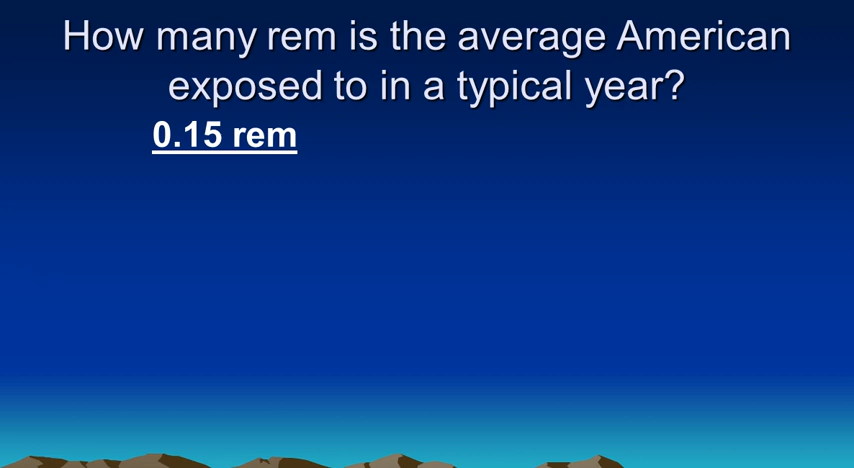 How many rem is the average American
exposed to in a typical year?
0.15 rem